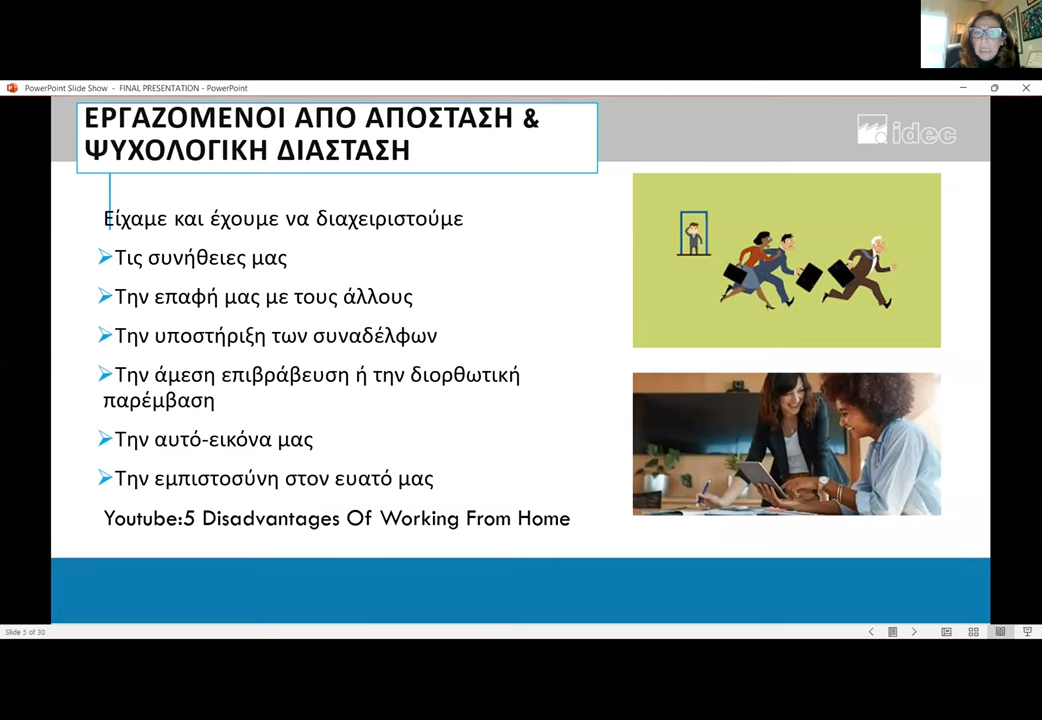 PowerPoint Slide Show - FINAL PRESENTATION - PowerPoint
ΕΡΓΑΖΟΜΕΝΟΙ ΑΠΟ ΑΠΟΣΤΑΣΗ &
ΨΥΧΟΛΟΓΙΚΗ ΔΙΑΣΤΑΣΗ
idec
Είχαμε και έχουμε να διαχειριστούμε
Τις συνήθειες μας
Την επαφή μας με τους άλλους
Την υποστήριξη των συναδέλφων
Την άμεση επιβράβευση ή την διορθωτική
παρέμβαση
Την αυτό-εικόνα μας
Την εμπιστοσύνη στον ευατό μας
Youtube:5 Disadvantages Of Working From Home
Slide 5 of 30